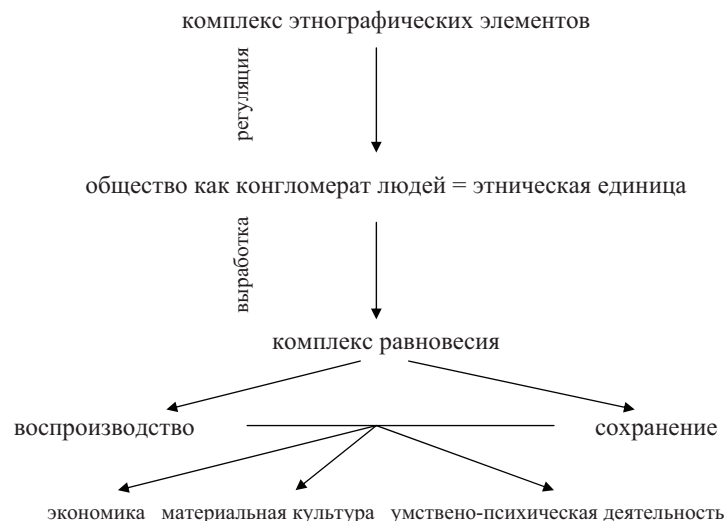 комплекс этнографических элементов
регуляция
общество как конгломерат людей = этническая единица
выработка
комплекс равновесия
воспроизводство сохранение
экономика материальная культура умствено-психическая деятельность